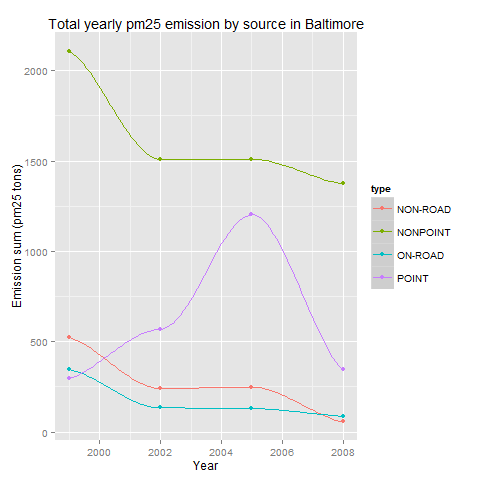 Total yearly pm25 emission by source in Baltimore
Emission sum (pm25 tons)
2000
1500
1000
500
0
2000 2002 2004 2006 2008
Year
type
NON-ROAD
NONPOINT
ON-ROAD
POINT